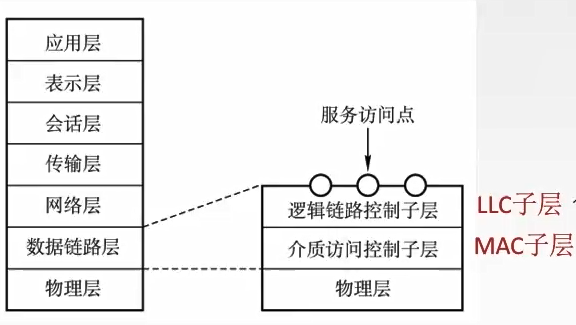 应用层
表示层
会话层
传输层
网络层
数据链路层
物理层
服务访问点
逻辑链路控制子层
介质访问控制子层
物理层
LLC子层
MAC子层